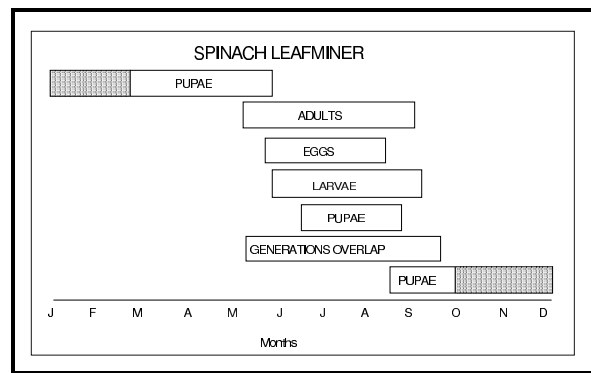 SPINACH LEAFMINER
PUPAE
ADULTS
EGGS
LARVAE
PUPAE
GENERATIONS OVERLAP
PUPAE
J F M A M J J A S O N D
Months